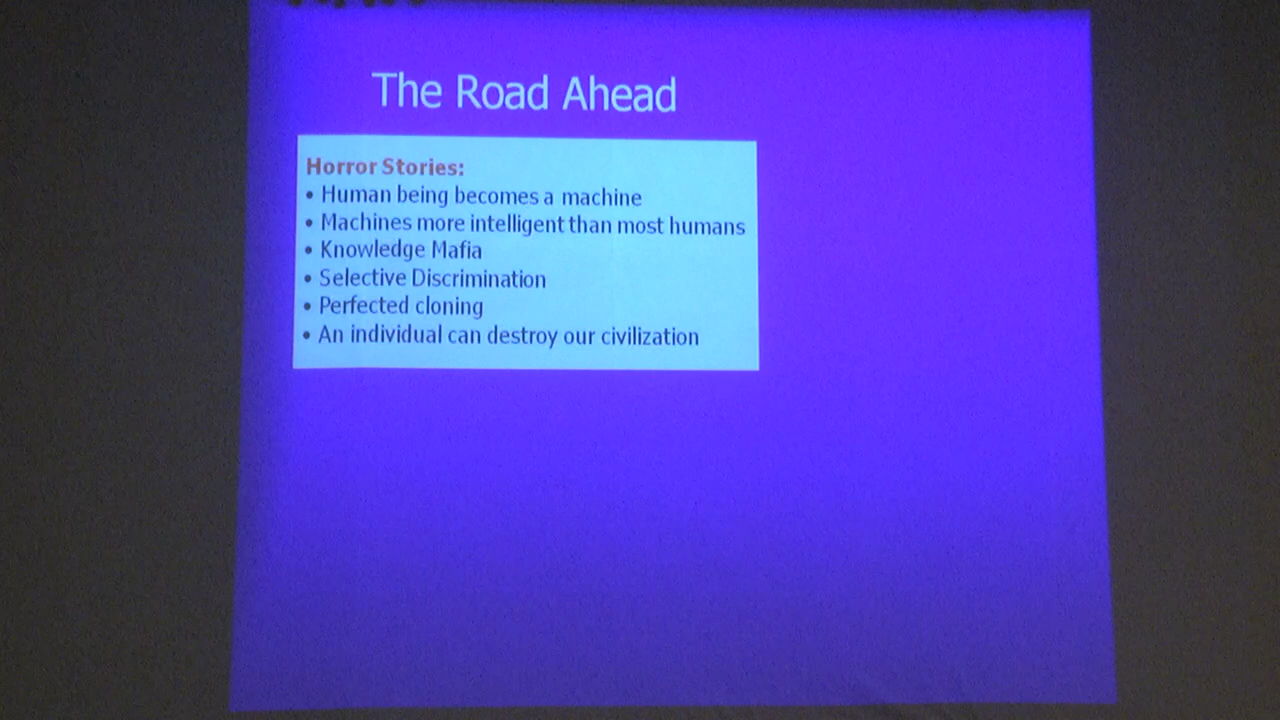 The Road Ahead
Horror Stories:
• Human being becomes a machine
• Machines more intelligent than most humans
• Knowledge Mafia
• Selective Discrimination
• Perfected cloning
• An individual can destroy our civilization